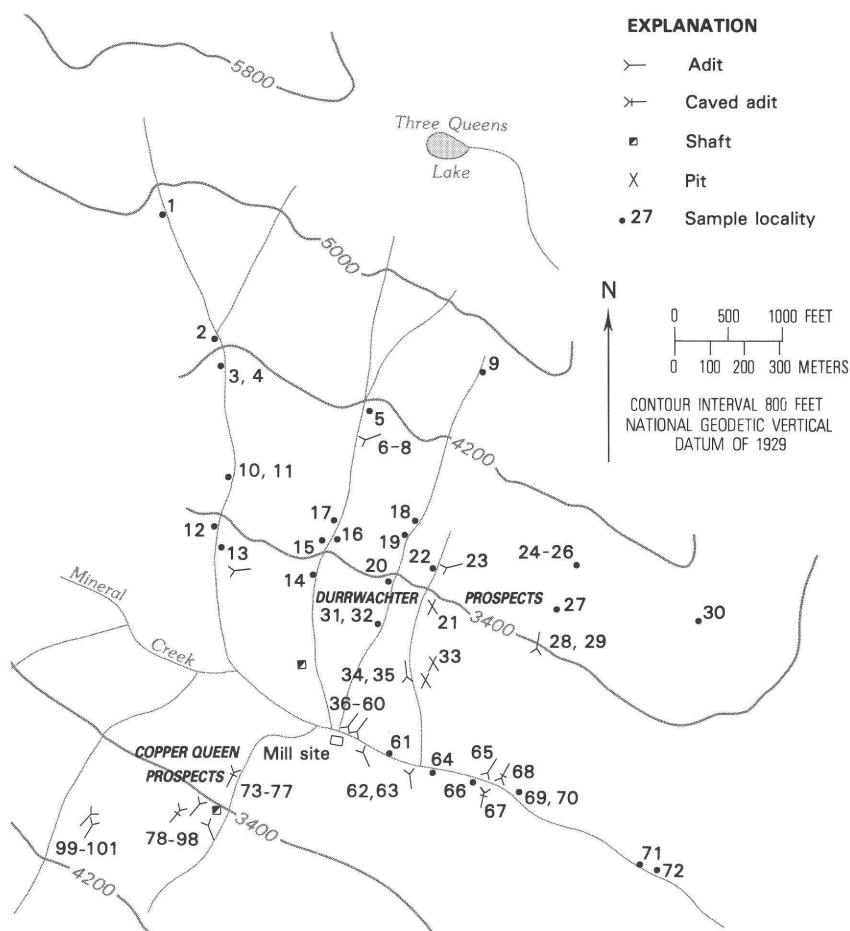 EXPLANATION
Adit
Caved adit
Shaft
Pit
27 Sample locality
5800
Three Queens
Lake
1
5000
N
0 500 1000 FEET
0 100 200 300 METERS
CONTOUR INTERVAL 800 FEET
NATIONAL GEODETIC VERTICAL
DATUM OF 1929
2
3, 4
9
5
6-8
4200
10, 11
12
13
17
16
15
18
19
14
20
22
23
24-26
Mineral
Creek
DURRWACHTER PROSPECTS
31, 32
21
27
3400
30
28, 29
33
34, 35
36-60
61
Mill site
COPPER QUEEN
PROSPECTS
73-77
62,63
64
65
68
66
67
69, 70
3400
78-98
99-101
4200
71
72